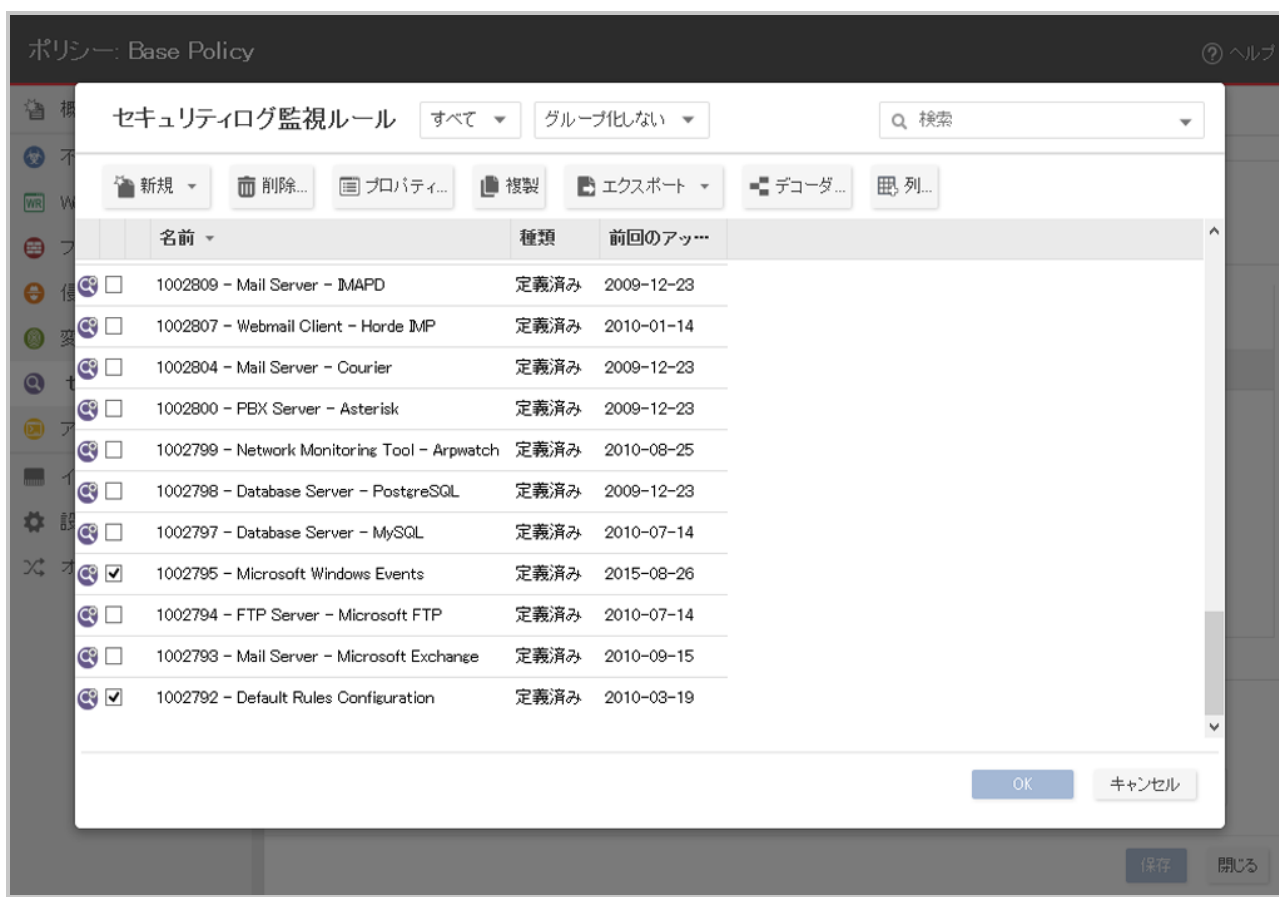 ポリシー: Base Policy
ヘルプ
セキュリティログ監視ルール すべて グループ化しない 検索
新規 削除... プロパティ... 複製 エクスポート デコーダ... 列...
名前 種類 前回のアッ…
1002809 - Mail Server - IMAPD 定義済み 2009-12-23
1002807 - Webmail Client - Horde IMP 定義済み 2010-01-14
1002804 - Mail Server - Courier 定義済み 2009-12-23
1002800 - PBX Server - Asterisk 定義済み 2009-12-23
1002799 - Network Monitoring Tool - Arpwatch 定義済み 2010-08-25
1002798 - Database Server - PostgreSQL 定義済み 2009-12-23
1002797 - Database Server - MySQL 定義済み 2010-07-14
1002795 - Microsoft Windows Events 定義済み 2015-08-26
1002794 - FTP Server - Microsoft FTP 定義済み 2010-07-14
1002793 - Mail Server - Microsoft Exchange 定義済み 2010-09-15
1002792 - Default Rules Configuration 定義済み 2010-03-19
OK キャンセル
保存 閉じる